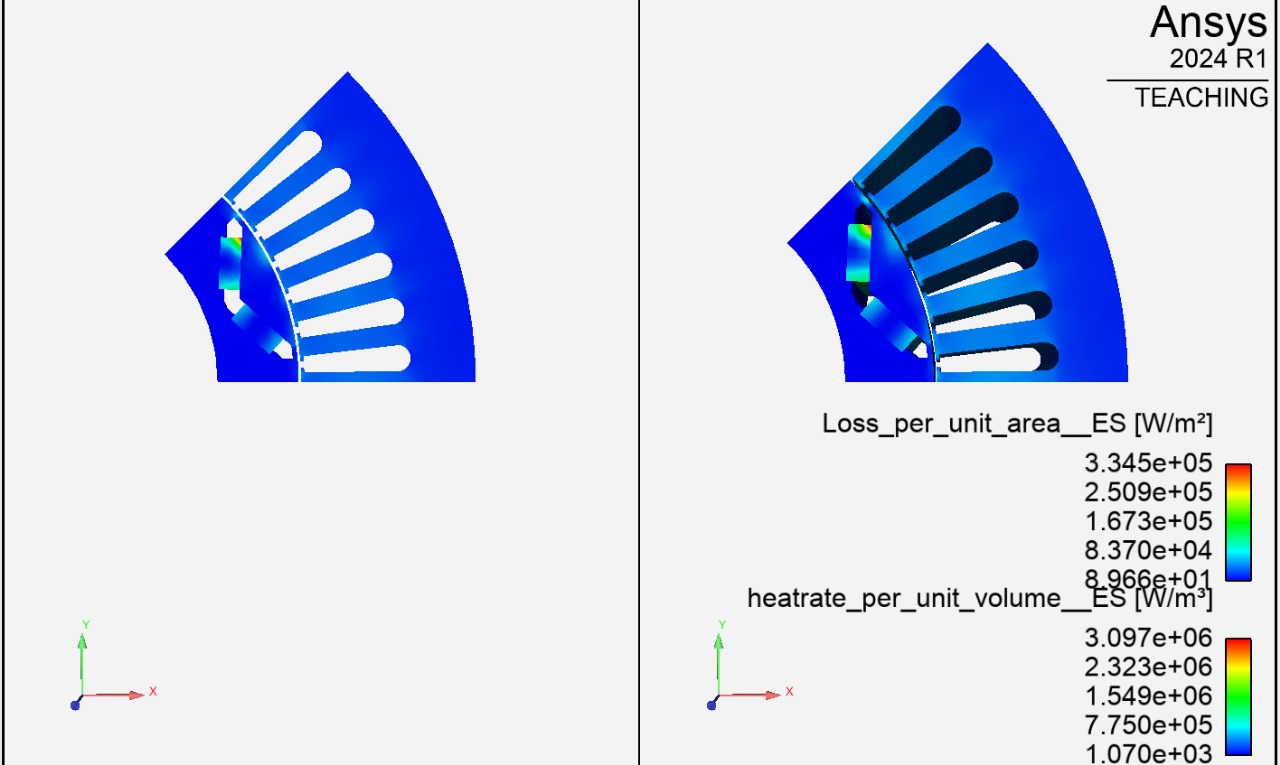 Ansys
2024 R1
TEACHING
Loss_per_unit_area__ES [W/m²]
3.345e+05
2.509e+05
1.673e+05
8.370e+04
8.966e+01
heatrate_per_unit_volume__ES [W/m³]
3.097e+06
2.323e+06
1.549e+06
7.750e+05
1.070e+03
Y
X
Y
X